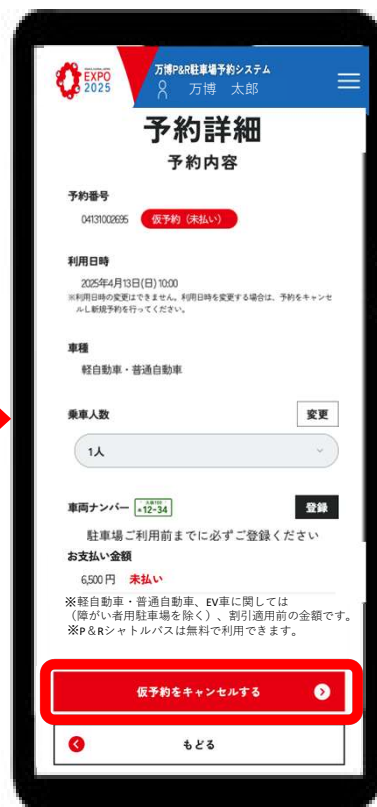 EXPO
2025
万博P&R駐車場予約システム
万博 太郎
予約詳細
予約内容
予約番号
04131002695 仮予約（未払い）
利用日時
2025年4月13日(日) 10:00
※利用日時の変更はできません。利用日時を変更する場合は、予約をキャンセ
ルし新規予約を行ってください。
車種
軽自動車・普通自動車
乗車人数 変更
1人
車両ナンバー 12-34 登録
駐車場ご利用前までに必ずご登録ください
お支払い金額
6,500 円 未払い
※軽自動車・普通自動車、EV車に関しては
（障がい者用駐車場を除く）、割引適用前の金額です。
※P＆Rシャトルバスは無料で利用できます。
仮予約をキャンセルする
もどる